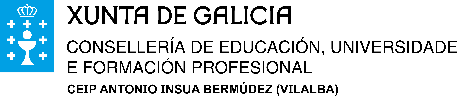 XUNTA DE GALICIA
CONSELLERÍA DE EDUCACIÓN, UNIVERSIDADE
E FORMACIÓN PROFESIONAL
CEIP ANTONIO INSUA BERMÚDEZ (VILALBA)